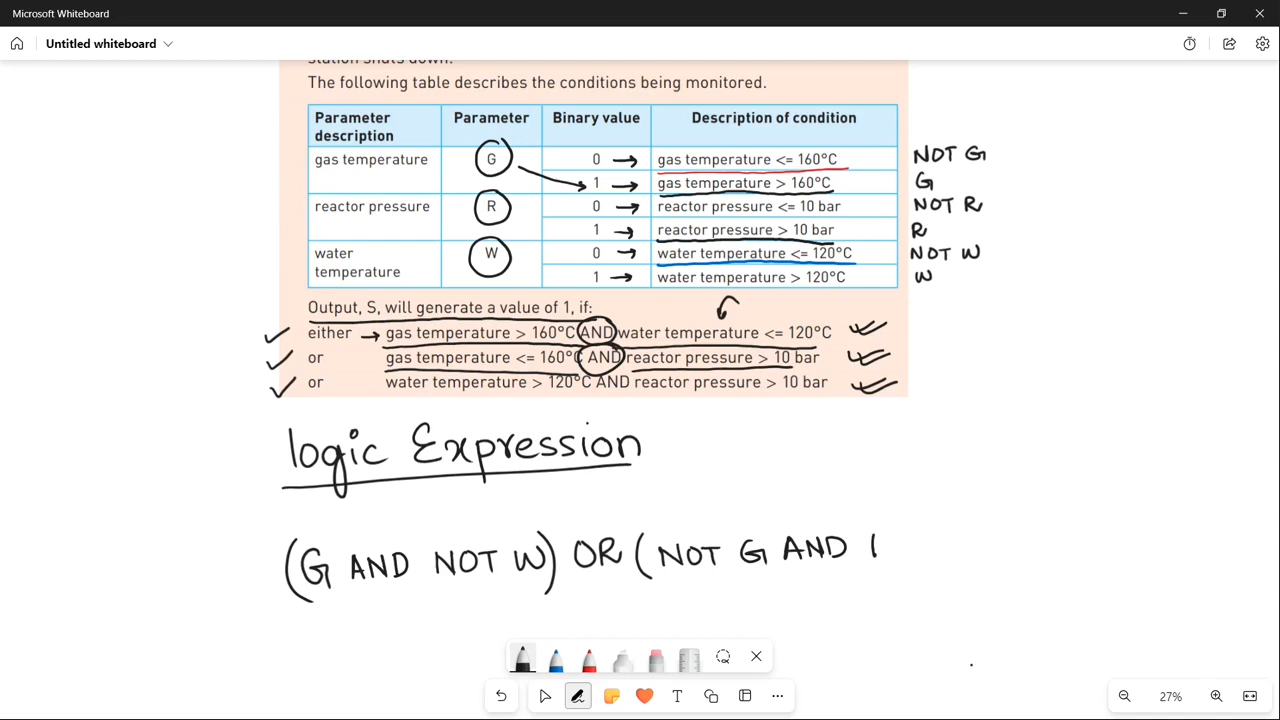 Microsoft Whiteboard
Untitled whiteboard
station shuts down.
The following table describes the conditions being monitored.
Parameter description Parameter Binary value Description of condition
gas temperature G 0 → gas temperature <= 160°C NOT G
1 → gas temperature > 160°C G
reactor pressure R 0 → reactor pressure <= 10 bar NOT R
1 → reactor pressure > 10 bar R
water temperature W 0 → water temperature <= 120°C NOT W
1 → water temperature > 120°C W
Output, S, will generate a value of 1, if:
either → gas temperature > 160°C AND water temperature <= 120°C
or gas temperature <= 160°C AND reactor pressure > 10 bar
or water temperature > 120°C AND reactor pressure > 10 bar
logic Expression
(G AND NOT W) OR (NOT G AND
27%